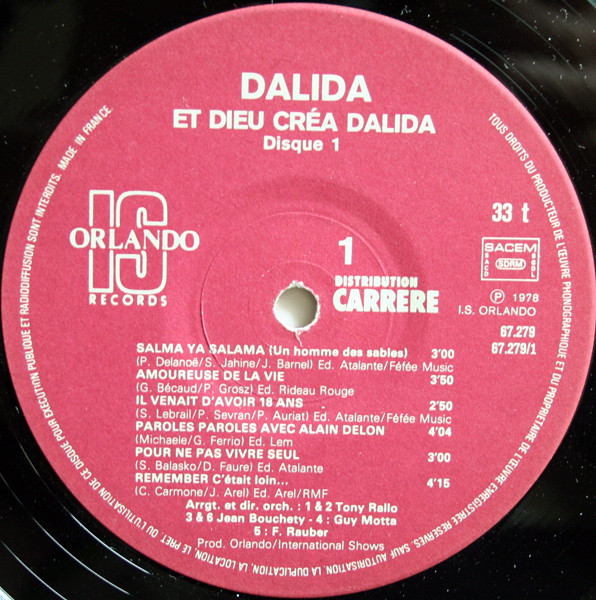 DALIDA
ET DIEU CRÉA DALIDA
Disque 1
IS
ORLANDO
RECORDS
1
DISTRIBUTION
CARRERE
33 t
SACEM
SACD
SDRM
SGDL
Ⓟ 1978
I.S. ORLANDO
67.279
67.279/1
SALMA YA SALAMA (Un homme des sables) 3'00
(P. Delanoë/S. Jahine/J. Barnel) Ed. Atalante/Féfée Music
AMOUREUSE DE LA VIE 3'50
(G. Bécaud/P. Grosz) Ed. Rideau Rouge
IL VENAIT D'AVOIR 18 ANS 2'50
(S. Lebrail/P. Sevran/P. Auriat) Ed. Atalante/Féfée Music
PAROLES PAROLES AVEC ALAIN DELON 4'04
(Michaele/G. Ferrio) Ed. Lem
POUR NE PAS VIVRE SEUL 3'00
(S. Balasko/D. Faure) Ed. Atalante
REMEMBER C'était loin... 4'15
(C. Carmone/J. Arel) Ed. Arel/RMF
Arrgt. et dir. orch. : 1 & 2 Tony Rallo
3 & 6 Jean Bouchety - 4 : Guy Motta
5 : F. Rauber
Prod. Orlando/International Shows
TOUS DROITS DU PRODUCTEUR DE L'ŒUVRE PHONOGRAPHIQUE ET DU PROPRIETAIRE DE L'ŒUVRE ENREGISTREE RESERVES. SAUF AUTORISATION, LA DUPLICATION, LA LOCATION, LE PRET OU L'UTILISATION DE CE DISQUE POUR EXECUTION PUBLIQUE ET RADIODIFFUSION SONT INTERDITS. MADE IN FRANCE.